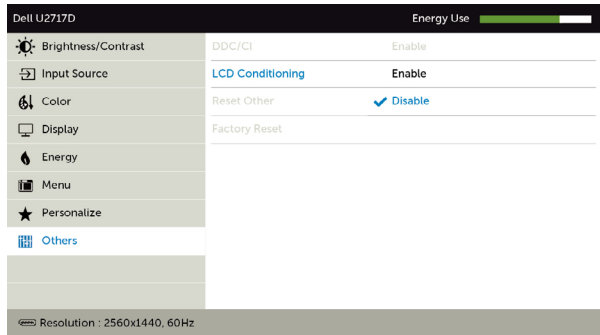 Dell U2717D Energy Use
Brightness/Contrast DDC/CI Enable
Input Source LCD Conditioning Enable
Color Reset Other Disable
Display Factory Reset
Energy
Menu
Personalize
Others
Resolution : 2560x1440, 60Hz